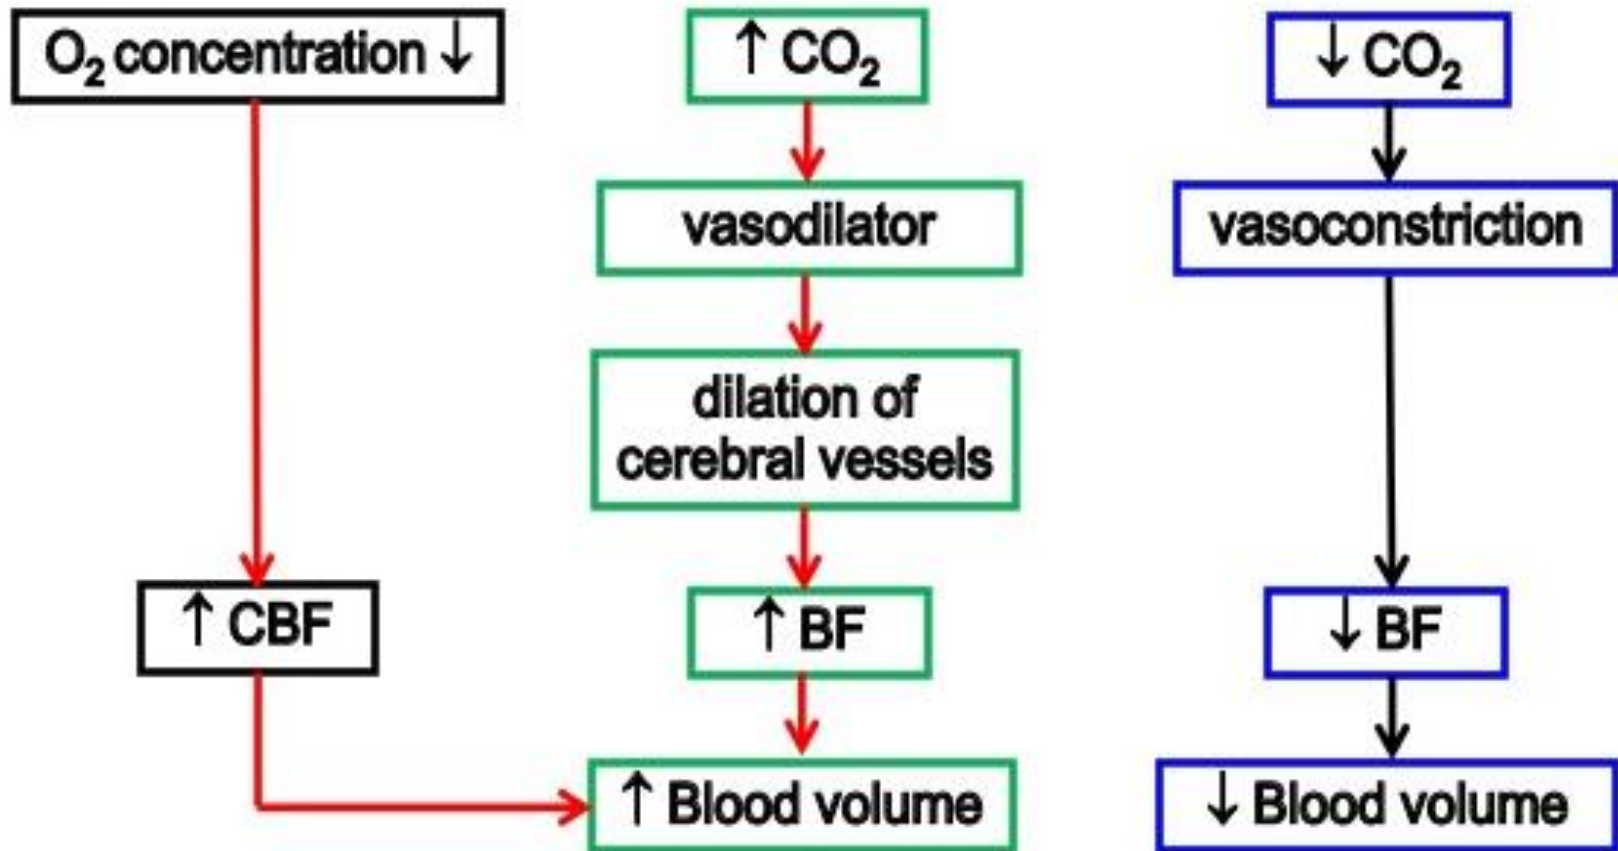 O₂ concentration ↓
↑ CO₂
↓ CO₂
vasodilator
vasoconstriction
dilation of
cerebral vessels
↑ CBF
↑ BF
↓ BF
↑ Blood volume
↓ Blood volume